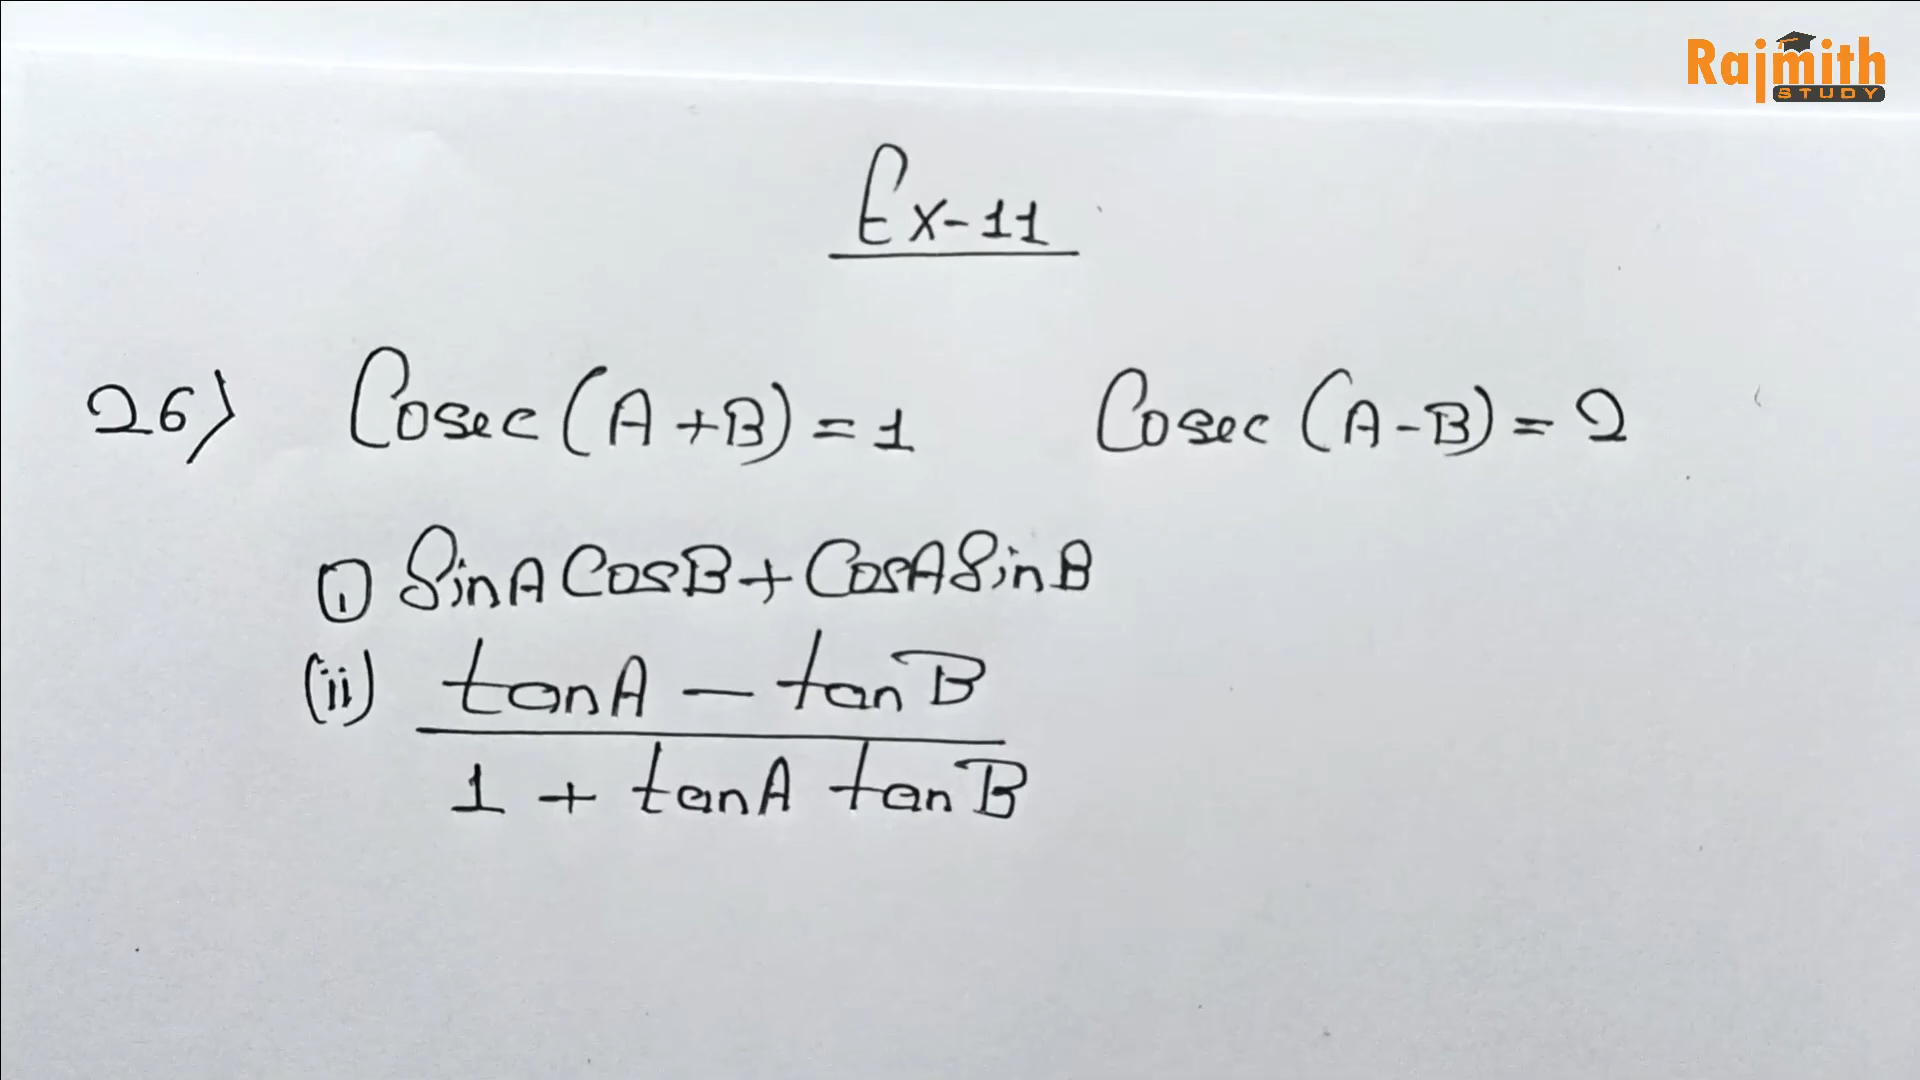 Rajmith
STUDY
Ex-11
26) Cosec (A+B) = 1 Cosec (A-B) = 2
(i) SinA CosB + CosA SinB
(ii) tanA - tanB
1 + tanA tanB